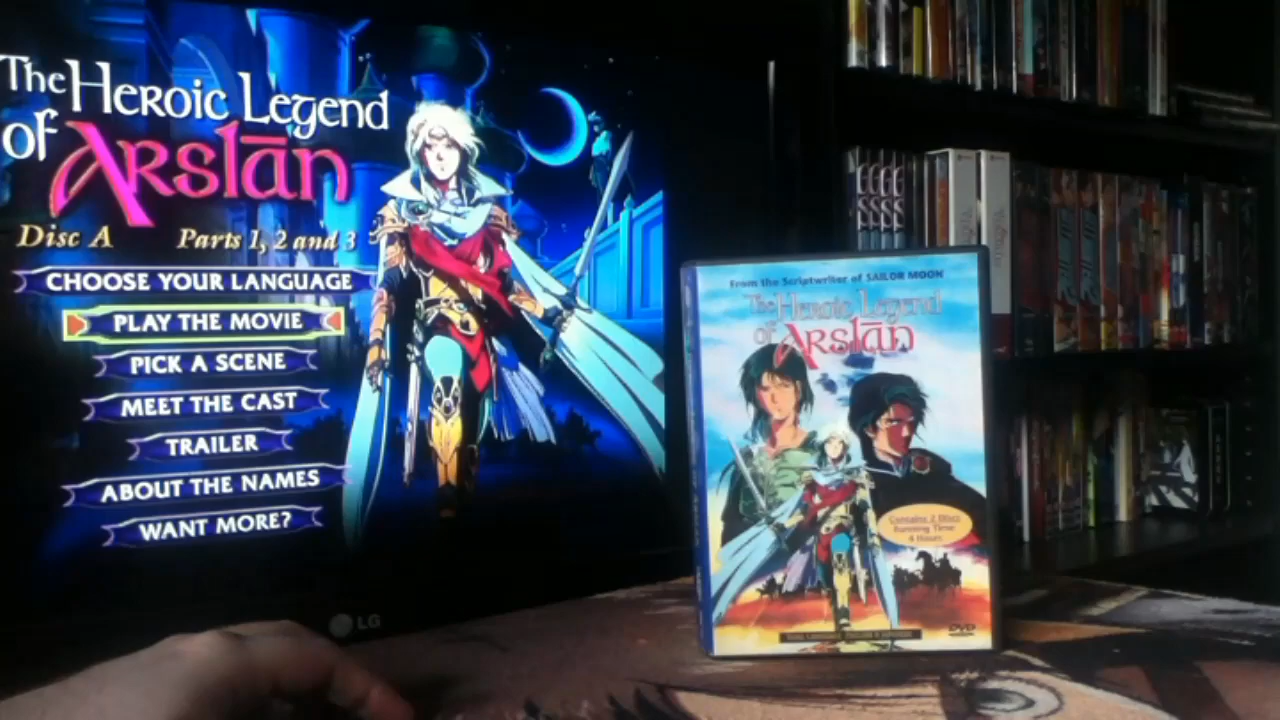 The Heroic Legend
of Arslān
Disc A
Parts 1, 2 and 3
CHOOSE YOUR LANGUAGE
PLAY THE MOVIE
PICK A SCENE
MEET THE CAST
TRAILER
ABOUT THE NAMES
WANT MORE?
LG
From the Scriptwriter of SAILOR MOON
The Heroic Legend
of Arslān
Contains 2 Discs
Running Time
4 Hours
DVD